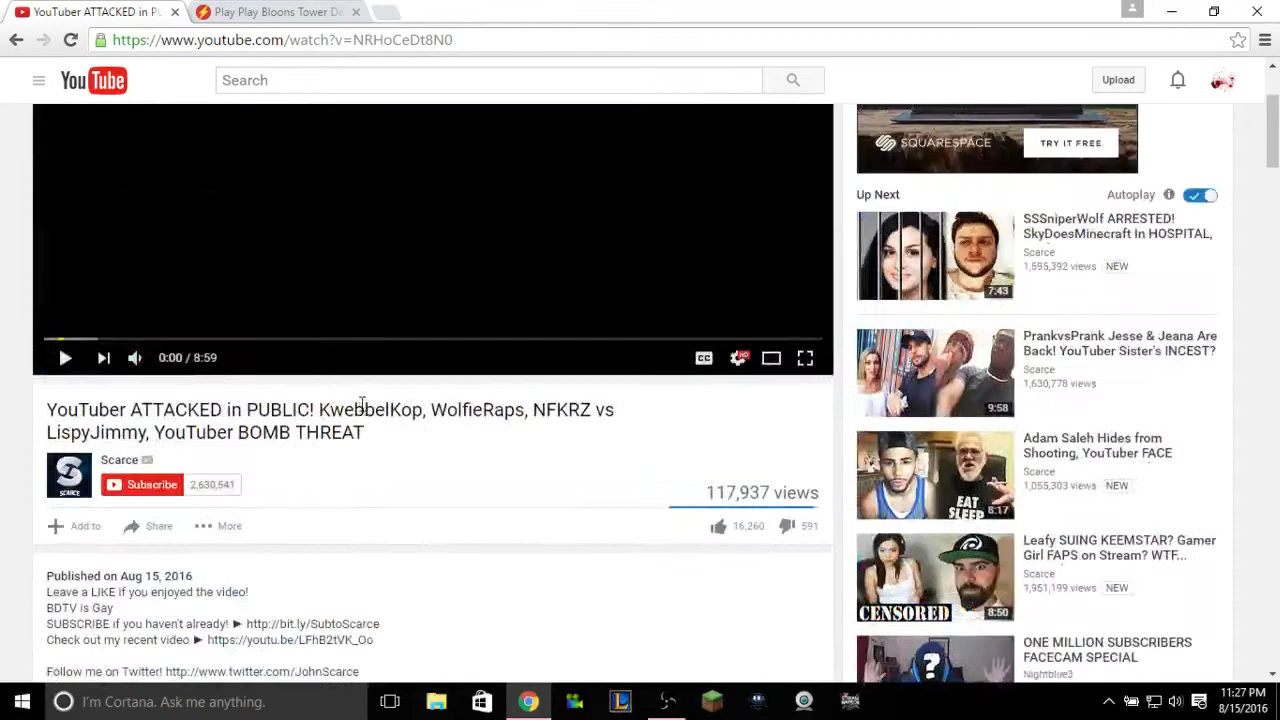 YouTuber ATTACKED in PU
Play Play Bloons Tower De
https://www.youtube.com/watch?v=NRHoCeDt8N0
YouTube
Search
Upload
SQUARESPACE
TRY IT FREE
Up Next
Autoplay
SSSniperWolf ARRESTED!
SkyDoesMinecraft In HOSPITAL,
Scarce
1,595,392 views NEW
7:43
PrankvsPrank Jesse & Jeana Are
Back! YouTuber Sister's INCEST?
Scarce
1,630,778 views
9:58
0:00 / 8:59
CC
HD
YouTuber ATTACKED in PUBLIC! KwebbelKop, WolfieRaps, NFKRZ vs
LispyJimmy, YouTuber BOMB THREAT
SCARCE
Scarce
Subscribe
2,630,541
117,937 views
Add to
Share
More
16,260
591
Adam Saleh Hides from
Shooting, YouTuber FACE
Scarce
1,055,303 views NEW
EAT
SLEEP
8:17
Leafy SUING KEEMSTAR? Gamer
Girl FAPS on Stream? WTF...
Scarce
1,951,199 views NEW
CENSORED
8:50
Published on Aug 15, 2016
Leave a LIKE if you enjoyed the video!
BDTV is Gay
SUBSCRIBE if you haven't already! ► http://bit.ly/SubtoScarce
Check out my recent video ► https://youtu.be/LFhB2tVK_Oo
Follow me on Twitter! http://www.twitter.com/JohnScarce
ONE MILLION SUBSCRIBERS
FACECAM SPECIAL
Nightblue3
I'm Cortana. Ask me anything.
11:27 PM
8/15/2016